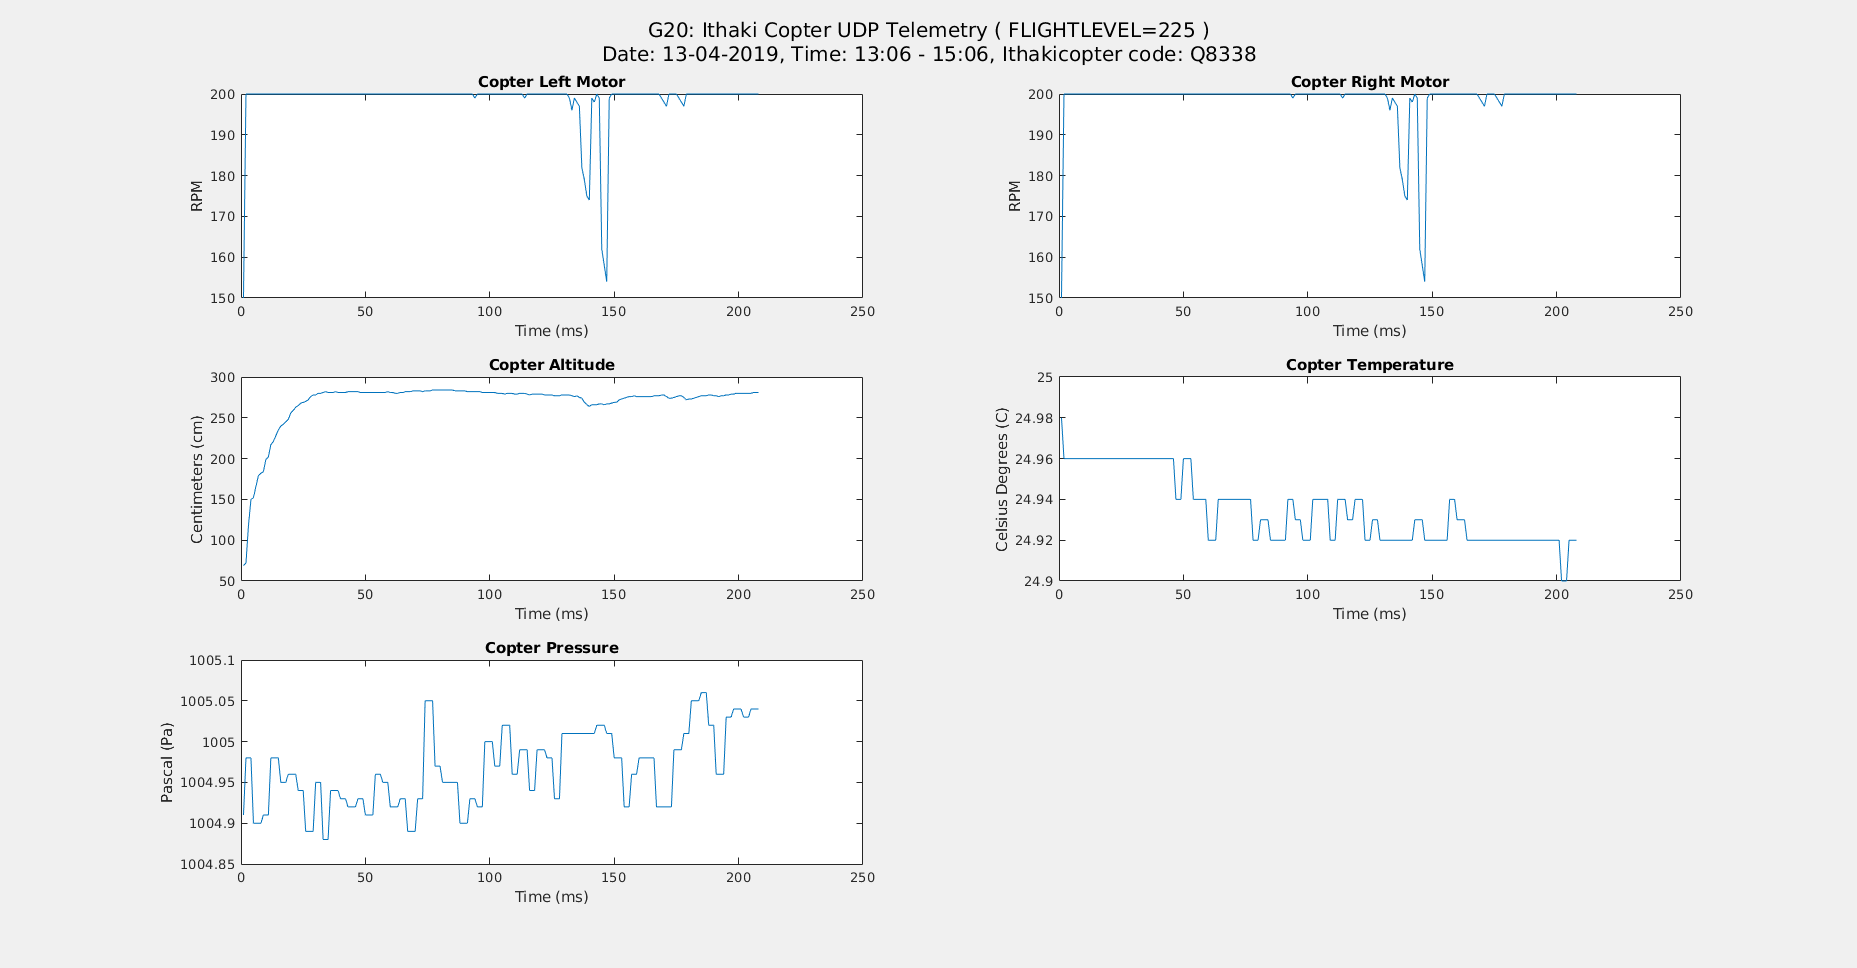 G20: Ithaki Copter UDP Telemetry ( FLIGHTLEVEL=225 )
Date: 13-04-2019, Time: 13:06 - 15:06, Ithakicopter code: Q8338
Copter Left Motor
200
190
180
170
160
150
RPM
0 50 100 150 200 250
Time (ms)
Copter Right Motor
200
190
180
170
160
150
RPM
0 50 100 150 200 250
Time (ms)
Copter Altitude
300
250
200
150
100
50
Centimeters (cm)
0 50 100 150 200 250
Time (ms)
Copter Temperature
25
24.98
24.96
24.94
24.92
24.9
Celsius Degrees (C)
0 50 100 150 200 250
Time (ms)
Copter Pressure
1005.1
1005.05
1005
1004.95
1004.9
1004.85
Pascal (Pa)
0 50 100 150 200 250
Time (ms)